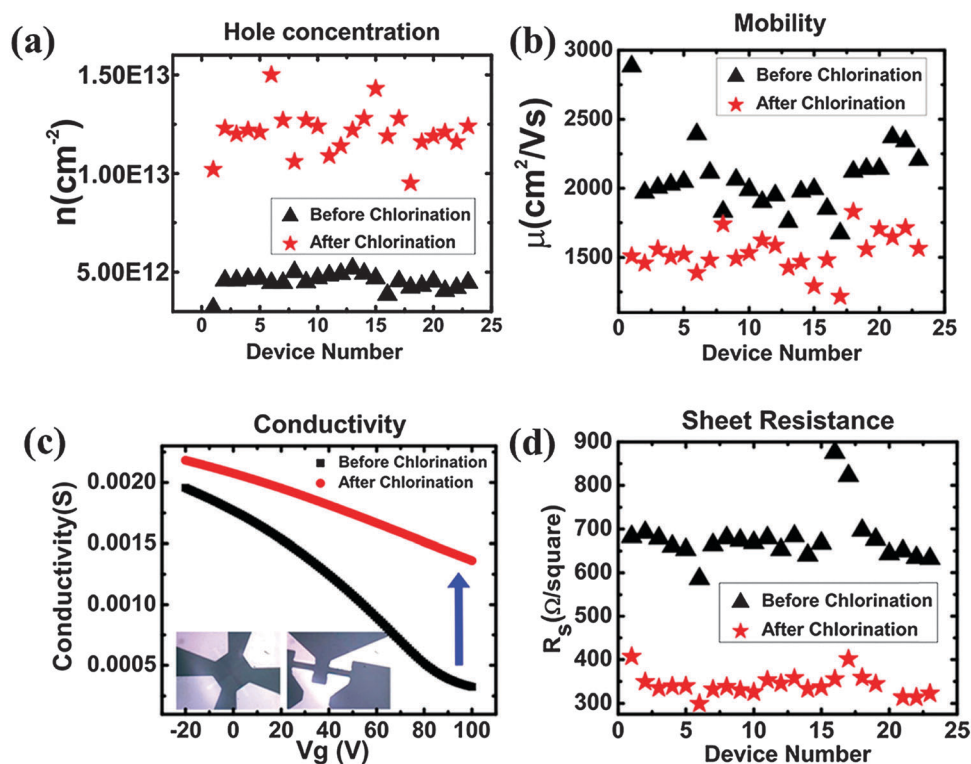 (a)
Hole concentration
n(cm⁻²)
1.50E13
1.00E13
5.00E12
Before Chlorination
After Chlorination
0 5 10 15 20 25
Device Number
(b)
Mobility
μ(cm²/Vs)
3000
2500
2000
1500
Before Chlorination
After Chlorination
0 5 10 15 20 25
Device Number
(c)
Conductivity
Conductivity(S)
0.0020
0.0015
0.0010
0.0005
Before Chlorination
After Chlorination
-20 0 20 40 60 80 100
Vg (V)
(d)
Sheet Resistance
Rs(Ω/square)
900
800
700
600
500
400
300
Before Chlorination
After Chlorination
0 5 10 15 20 25
Device Number